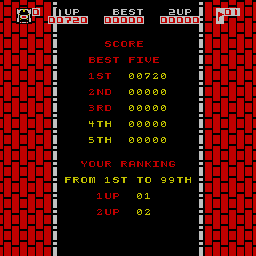 1UP BEST 2UP
00720 00000 00000
SCORE
BEST FIVE
1ST 00720
2ND 00000
3RD 00000
4TH 00000
5TH 00000
YOUR RANKING
FROM 1ST TO 99TH
1UP 01
2UP 02